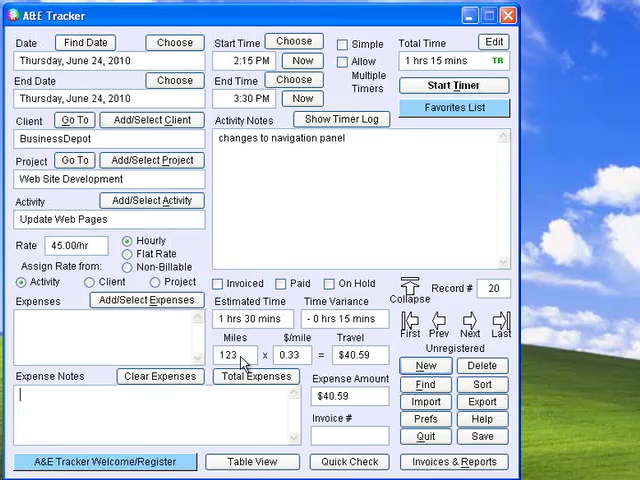 A&E Tracker
Date Find Date Choose Start Time Choose Simple Total Time Edit
Thursday, June 24, 2010 2:15 PM Now Allow Multiple Timers 1 hrs 15 mins TR
End Date Choose End Time Choose Start Timer
Thursday, June 24, 2010 3:30 PM Now Favorites List
Client Go To Add/Select Client Activity Notes Show Timer Log
BusinessDepot changes to navigation panel
Project Go To Add/Select Project
Web Site Development
Activity Add/Select Activity
Update Web Pages
Rate 45.00/hr Hourly
Flat Rate
Assign Rate from: Non-Billable
Activity Client Project Invoiced Paid On Hold Collapse Record # 20
Expenses Add/Select Expenses Estimated Time Time Variance
1 hrs 30 mins - 0 hrs 15 mins First Prev Next Last
Miles $/mile Travel Unregistered
123 x 0.33 = $40.59 New Delete
Expense Notes Clear Expenses Total Expenses Expense Amount Find Sort
$40.59 Import Export
Invoice # Prefs Help
Quit Save
A&E Tracker Welcome/Register Table View Quick Check Invoices & Reports